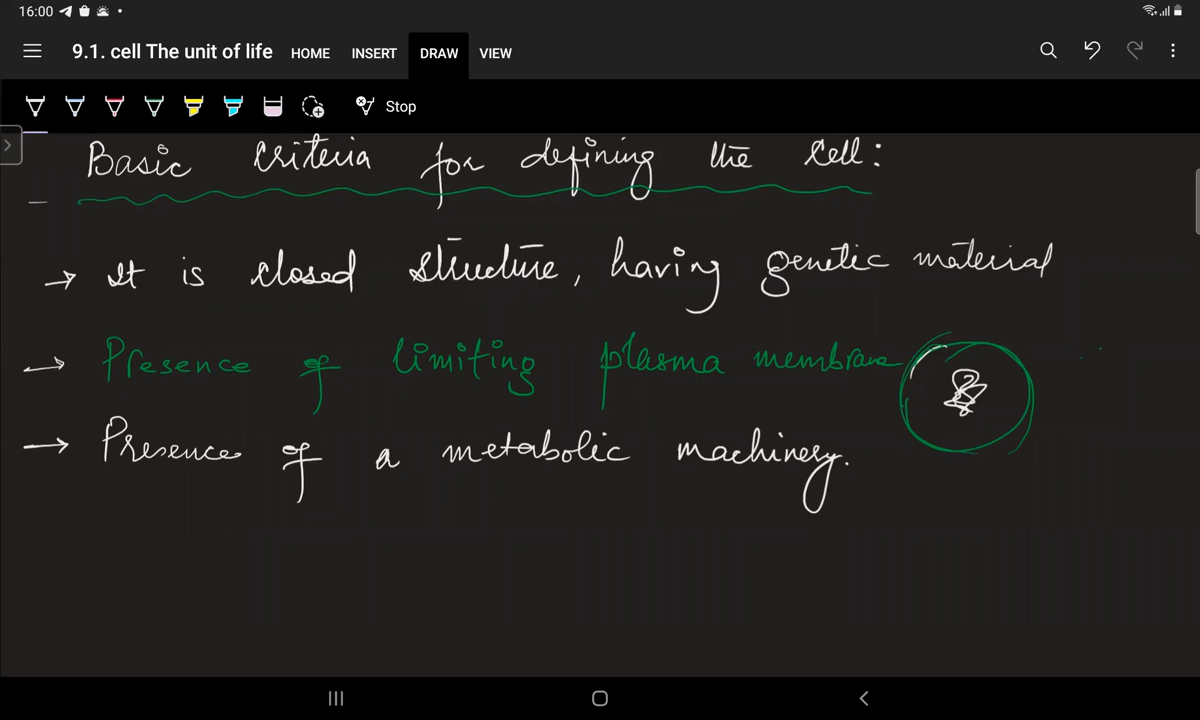 16:00
9.1. cell The unit of life HOME INSERT DRAW VIEW
Stop
Basic criteria for defining the cell:
→ It is closed structure, having genetic material
→ Presence of limiting plasma membrane
→ Presence of a metabolic machinery.